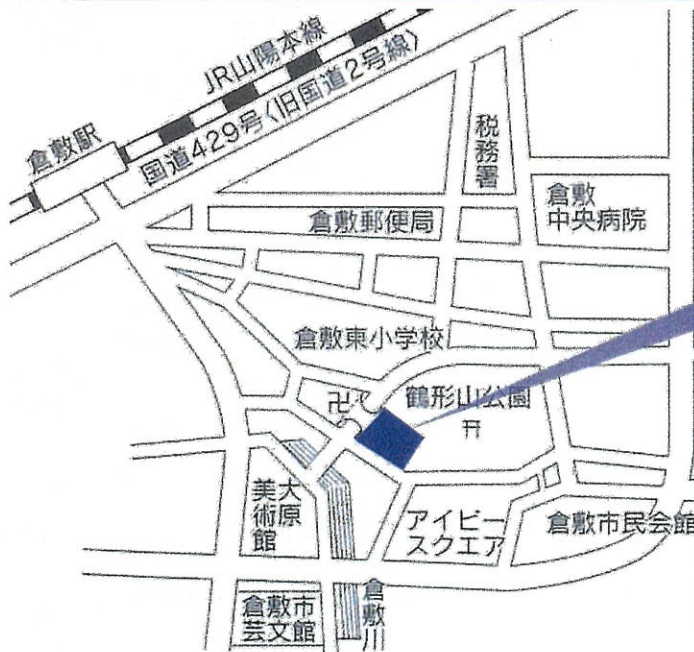 JR山陽本線
国道429号〈旧国道2号線〉
倉敷駅
税務署
倉敷
中央病院
倉敷郵便局
倉敷東小学校
卍
鶴形山公園
大原
美術館
アイビー
スクエア
倉敷市民会館
倉敷市
芸文館
倉敷川